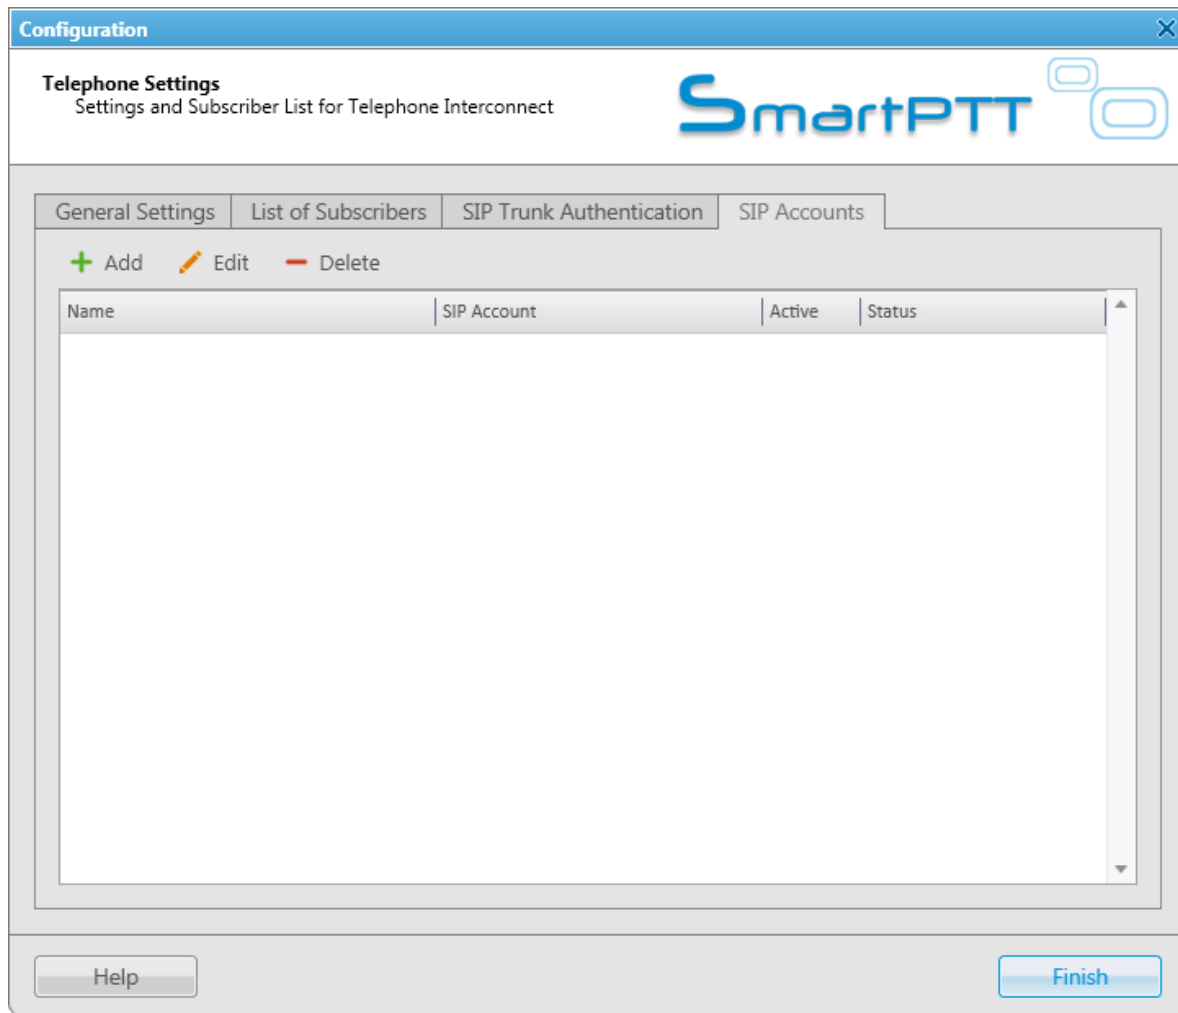 Configuration
Telephone Settings
Settings and Subscriber List for Telephone Interconnect
SmartPTT
General Settings List of Subscribers SIP Trunk Authentication SIP Accounts
Add Edit Delete
Name SIP Account Active Status
Help Finish